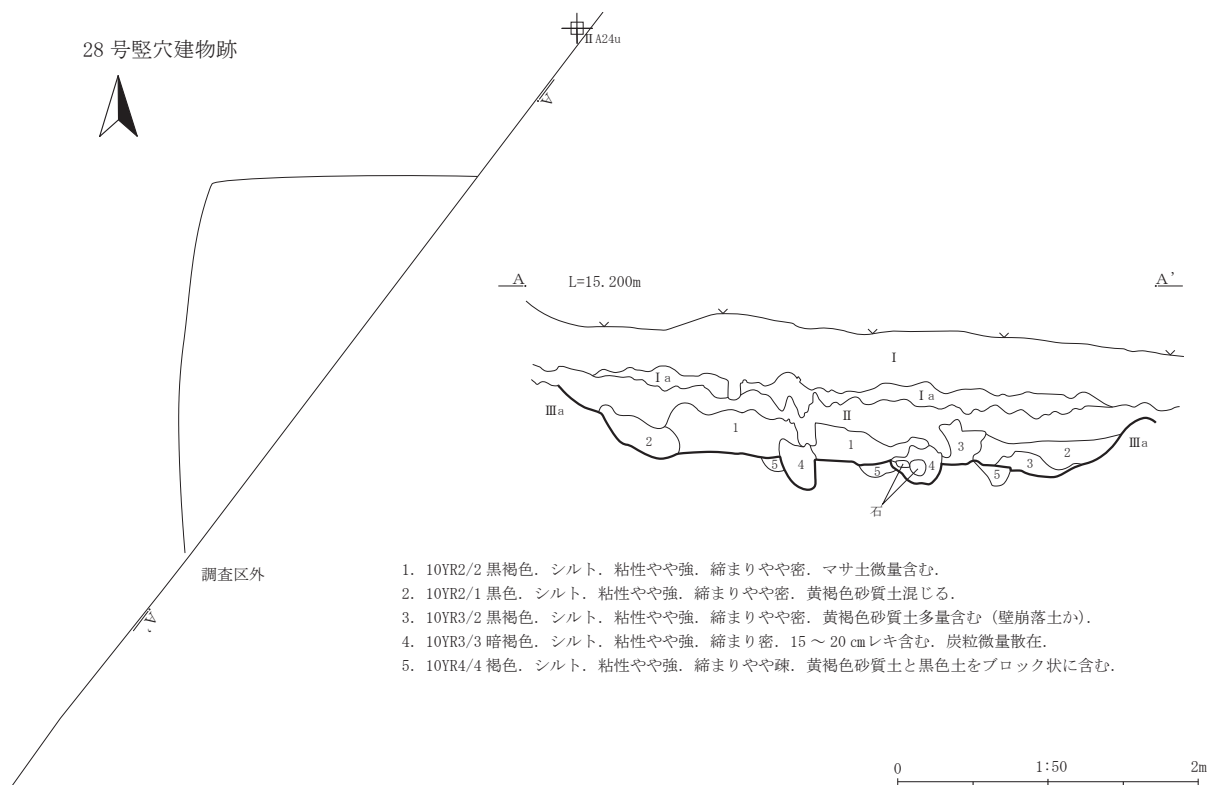 28 号竪穴建物跡
ⅡA24u
A
A'
調査区外
A
L=15.200m
A'
Ⅰ
Ⅰa
Ⅰa
Ⅱ
Ⅲa
Ⅲa
1
1
2
2
3
3
4
4
5
5
5
石
1. 10YR2/2 黒褐色. シルト. 粘性やや強. 締まりやや密. マサ土微量含む.
2. 10YR2/1 黒色. シルト. 粘性やや強. 締まりやや密. 黄褐色砂質土混じる.
3. 10YR3/2 黒褐色. シルト. 粘性やや強. 締まりやや密. 黄褐色砂質土多量含む (壁崩落土か).
4. 10YR3/3 暗褐色. シルト. 粘性やや強. 締まり密. 15 ～ 20 ㎝レキ含む. 炭粒微量散在.
5. 10YR4/4 褐色. シルト. 粘性やや強. 締まりやや疎. 黄褐色砂質土と黒色土をブロック状に含む.
0 1:50 2m